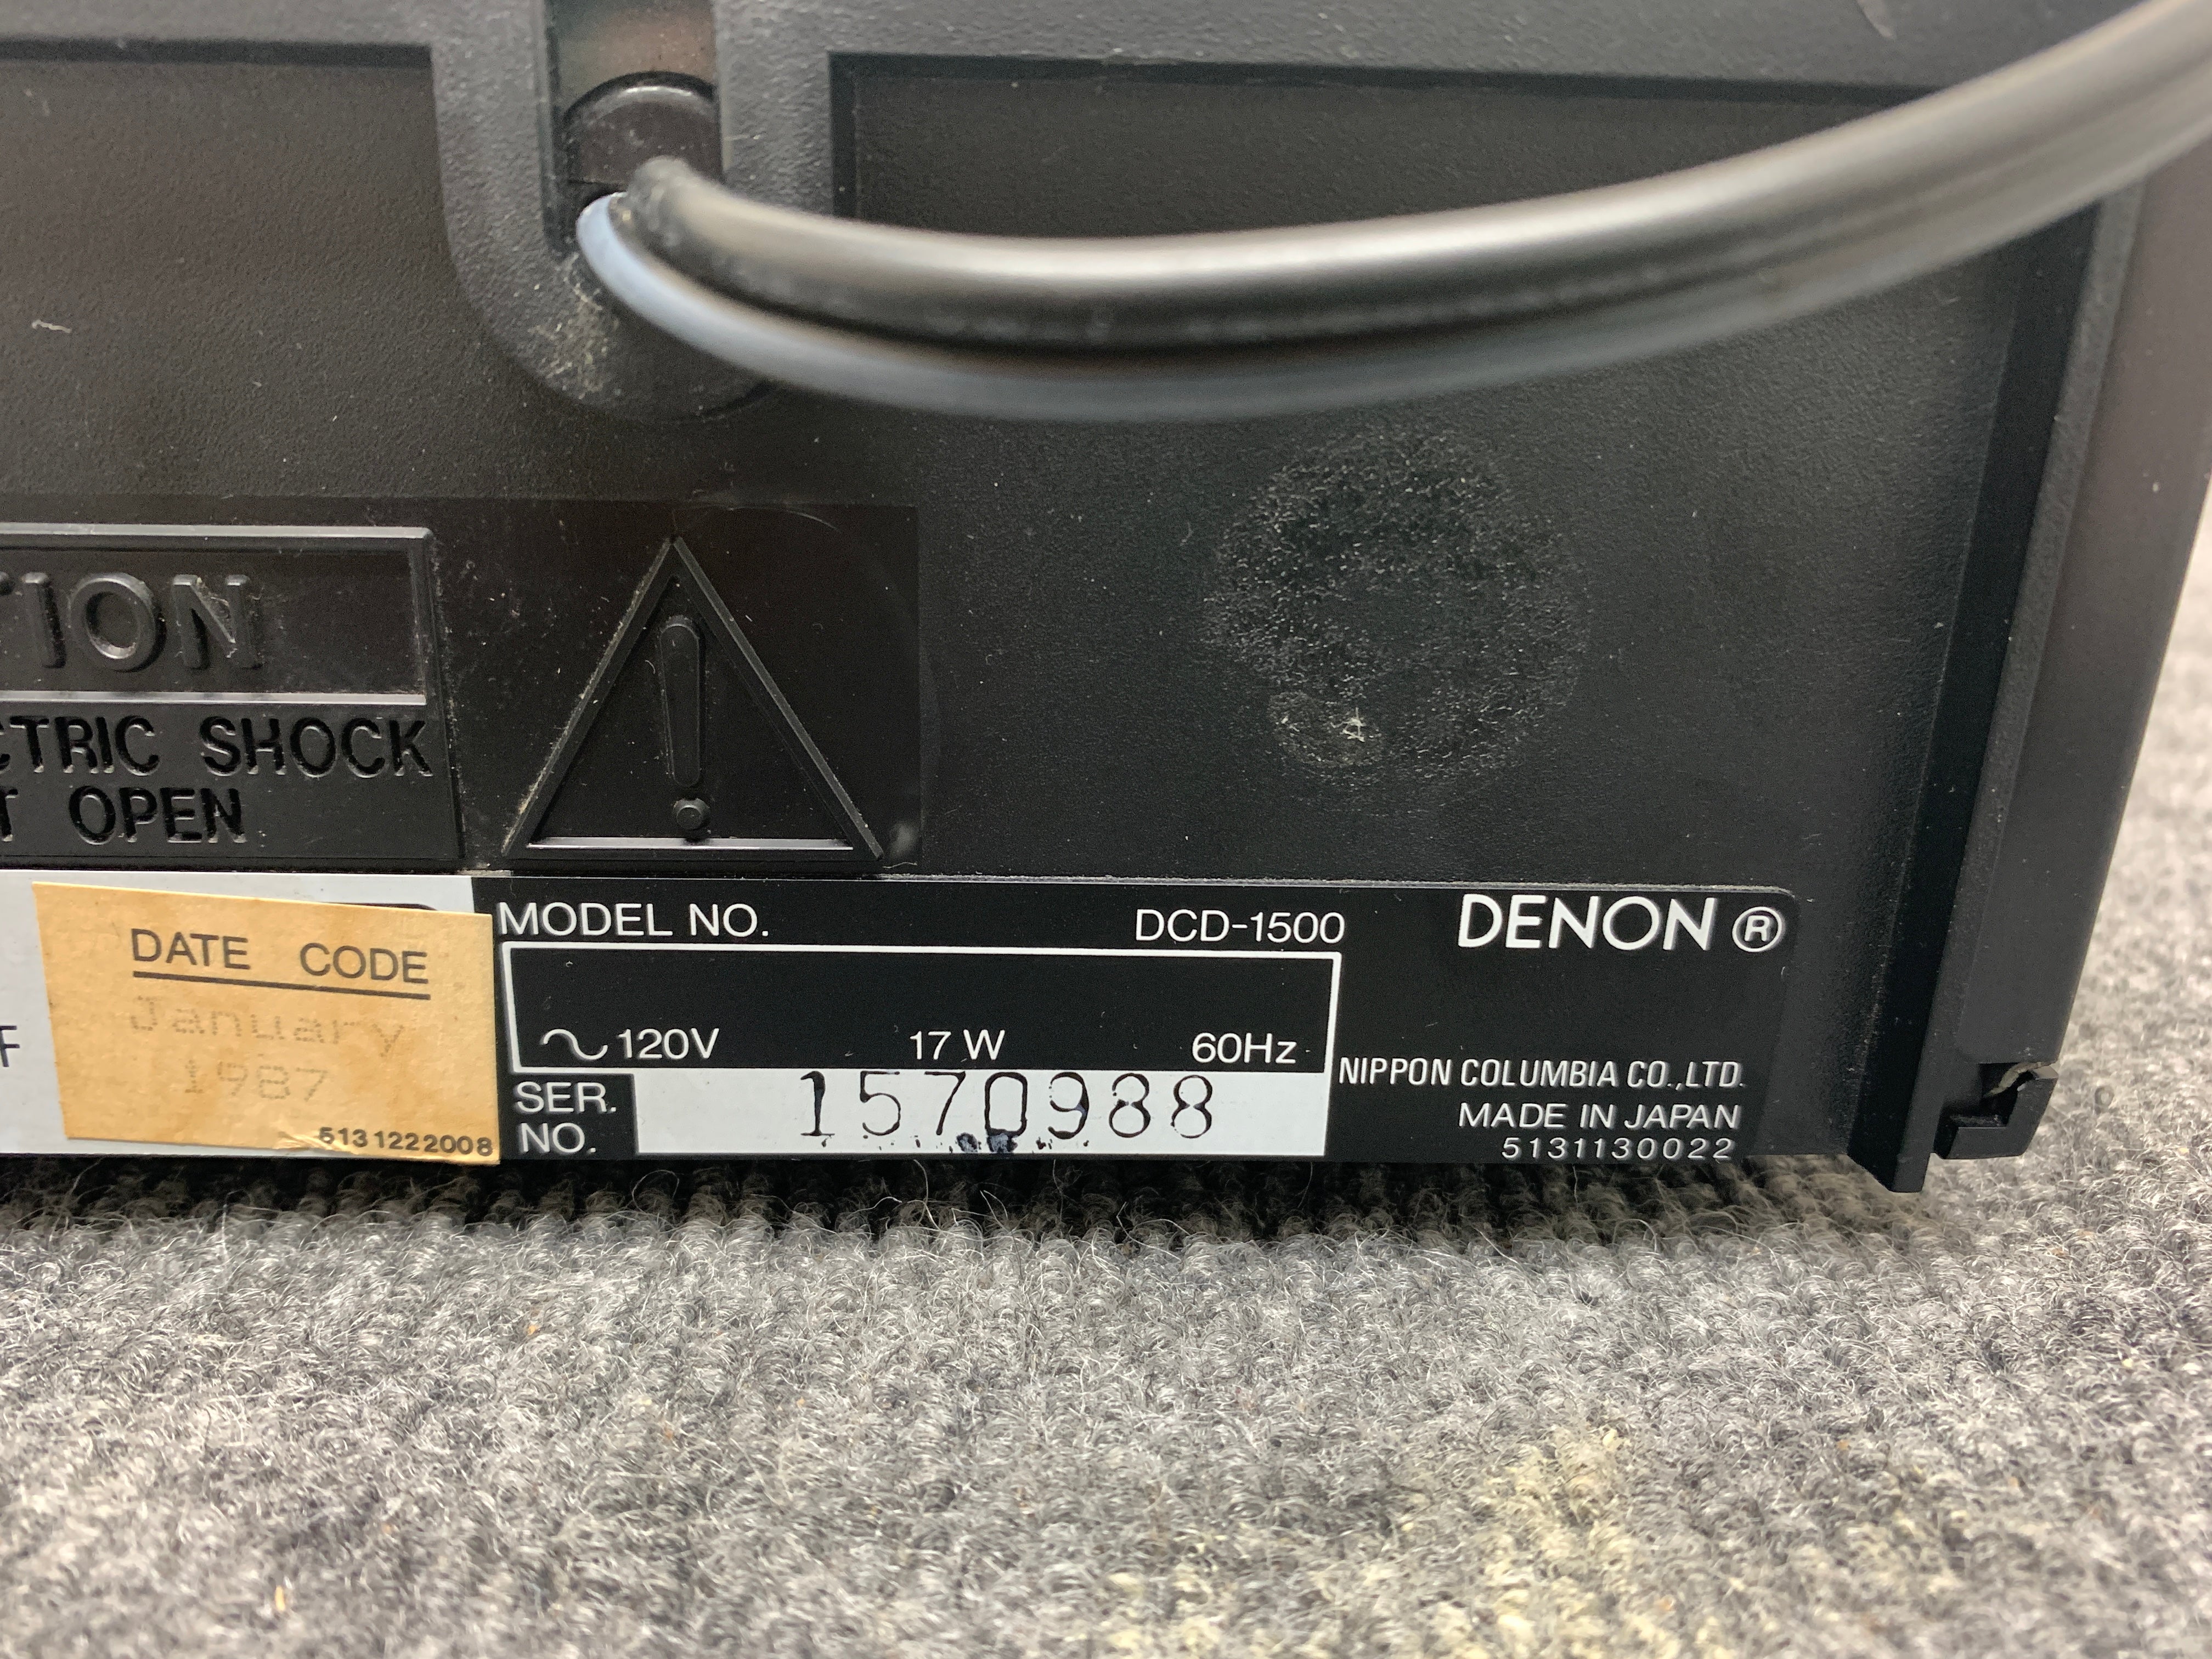 TION
CTRIC SHOCK
T OPEN
MODEL NO. DCD-1500 DENON ®
DATE CODE
January
1987
5131222008
F
~ 120V 17 W 60Hz
SER. NO. 1570988
NIPPON COLUMBIA CO.,LTD.
MADE IN JAPAN
5131130022